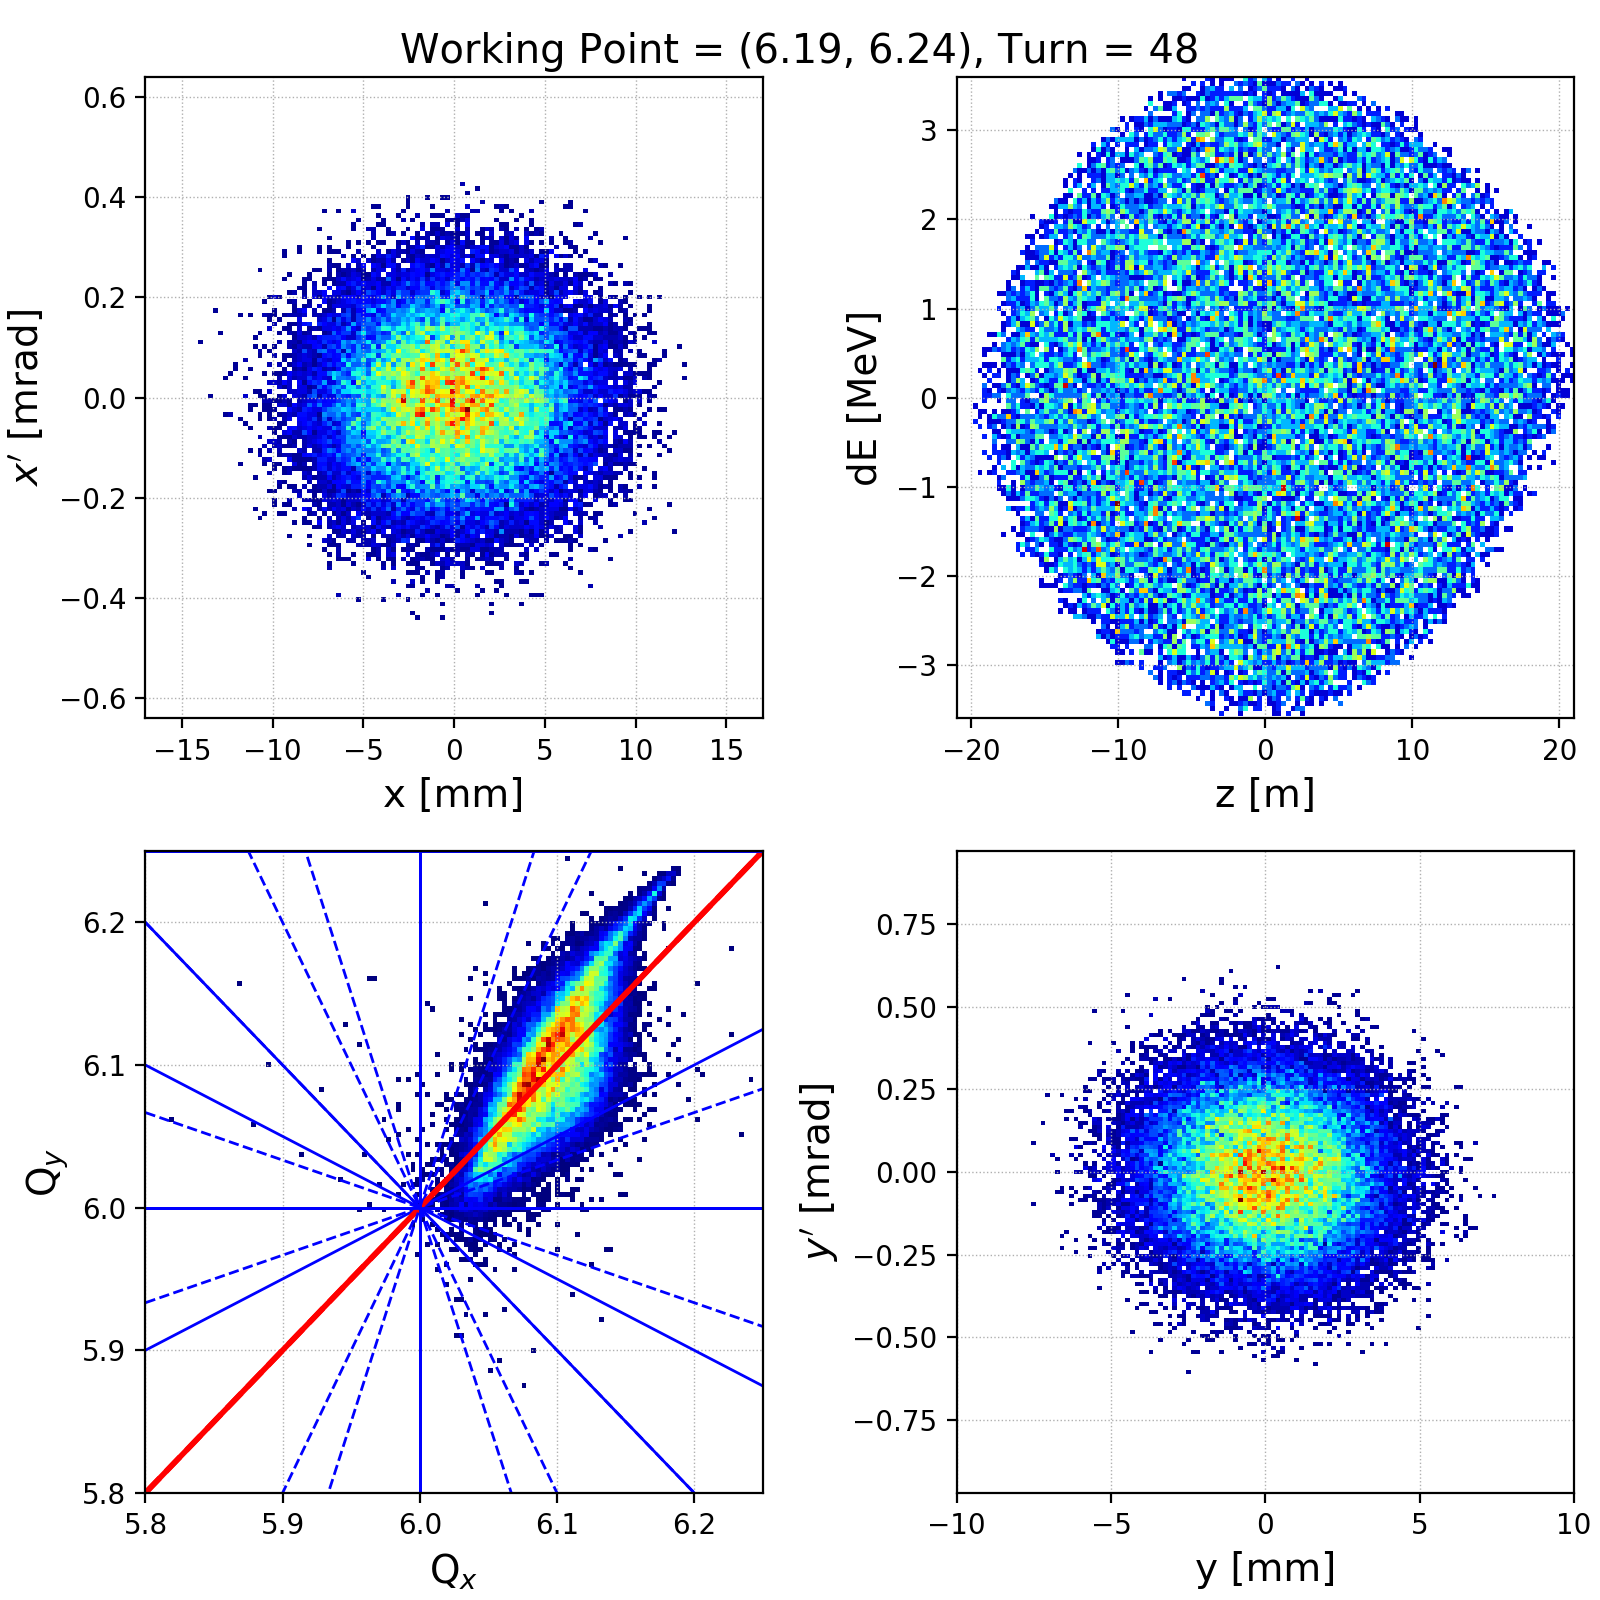 Working Point = (6.19, 6.24), Turn = 48
0.6
0.4
0.2
0.0
−0.2
−0.4
−0.6
x′ [mrad]
−15 −10 −5 0 5 10 15
x [mm]
3
2
1
0
−1
−2
−3
dE [MeV]
−20 −10 0 10 20
z [m]
6.2
6.1
6.0
5.9
5.8
Qy
5.8 5.9 6.0 6.1 6.2
Qx
0.75
0.50
0.25
0.00
−0.25
−0.50
−0.75
y′ [mrad]
−10 −5 0 5 10
y [mm]